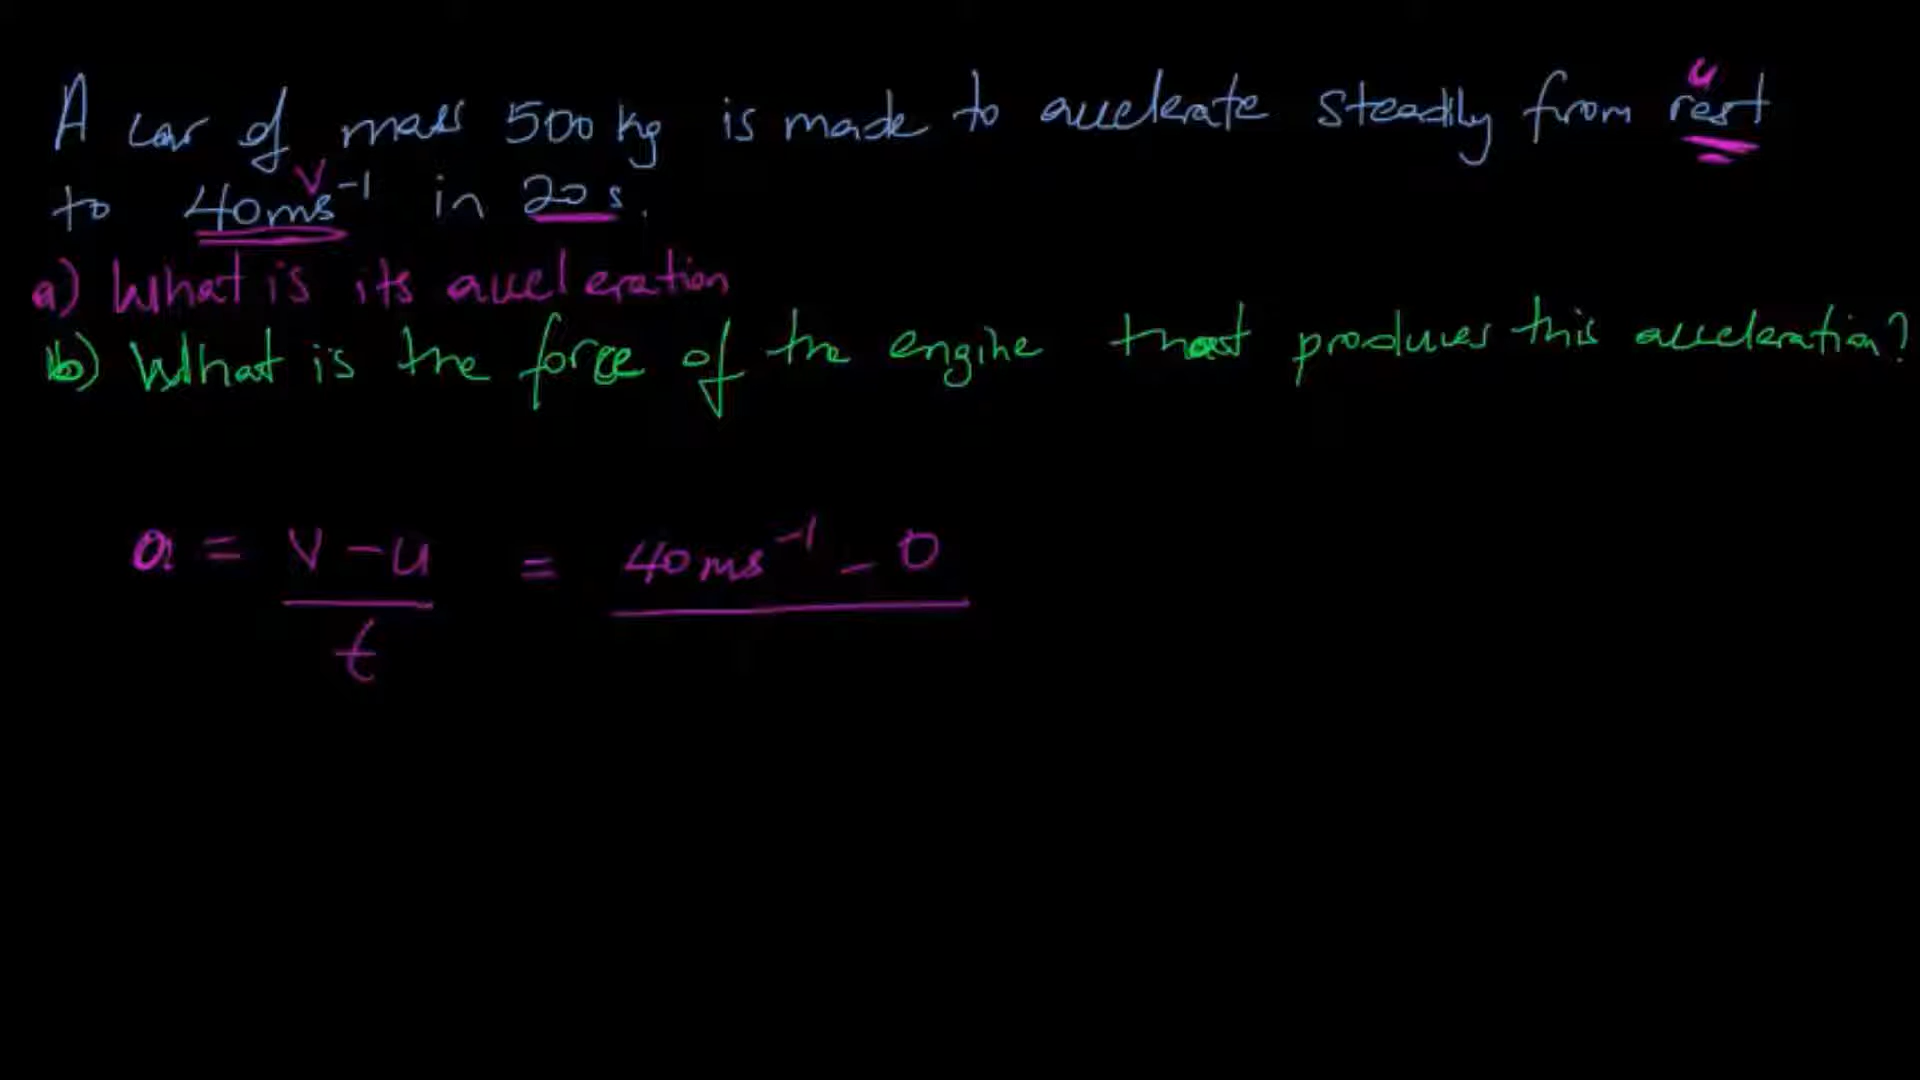 A car of mass 500 kg is made to accelerate steadily from rest
u
to 40ms⁻¹ in 20 s.
v
a) What is its acceleration
b) What is the force of the engine that produces this acceleration?
a = v - u = 40ms⁻¹ - 0
t